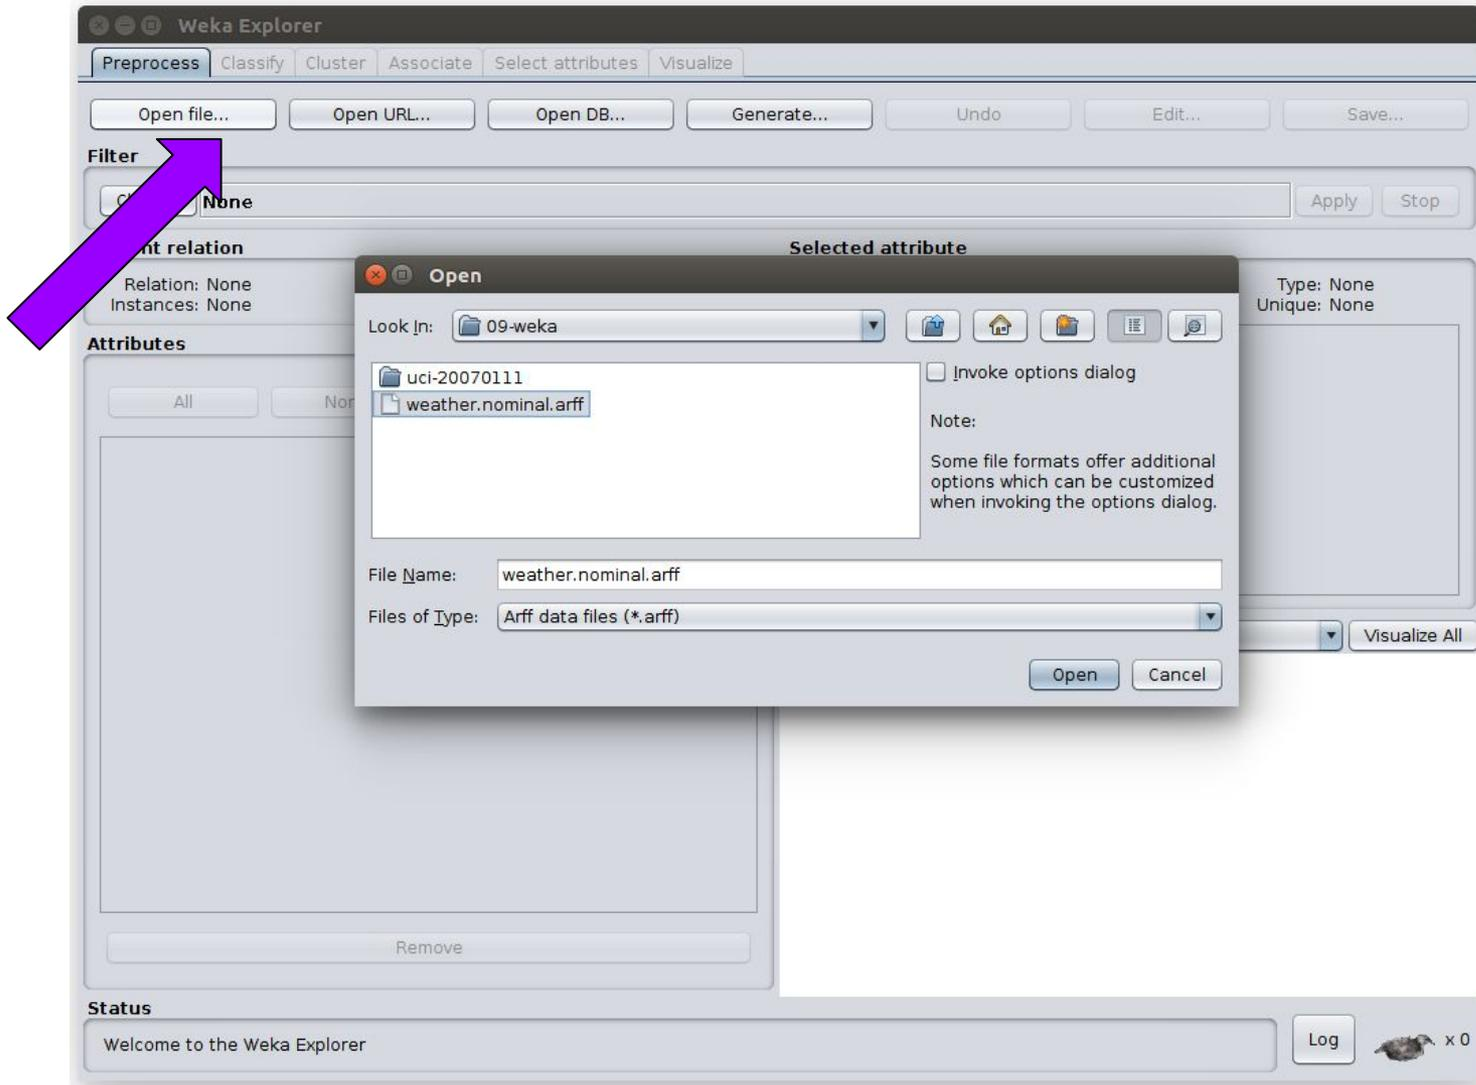 Weka Explorer
Preprocess Classify Cluster Associate Select attributes Visualize
Open file... Open URL... Open DB... Generate... Undo Edit... Save...
Filter
None Apply Stop
relation
Selected attribute
Relation: None
Instances: None
Type: None
Unique: None
Attributes
All
Open
Look In: 09-weka
uci-20070111
weather.nominal.arff
Invoke options dialog
Note:
Some file formats offer additional
options which can be customized
when invoking the options dialog.
File Name: weather.nominal.arff
Files of Type: Arff data files (*.arff)
Open Cancel
Visualize All
Remove
Status
Welcome to the Weka Explorer
Log x 0